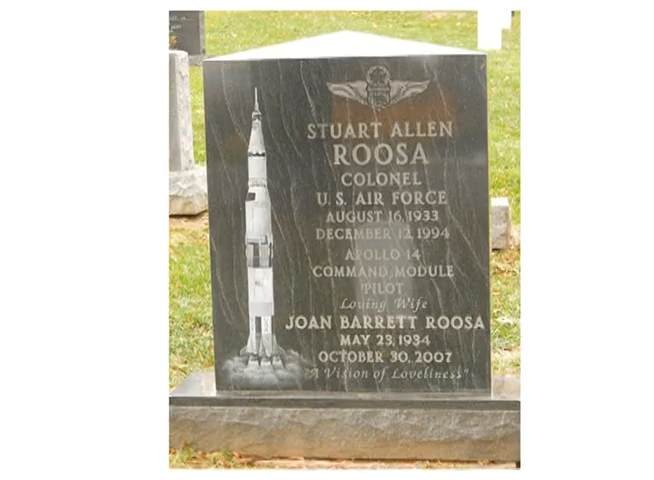 STUART ALLEN
ROOSA
COLONEL
U.S. AIR FORCE
AUGUST 16, 1933
DECEMBER 12, 1994
APOLLO 14
COMMAND MODULE
PILOT
Loving Wife
JOAN BARRETT ROOSA
MAY 23, 1934
OCTOBER 30, 2007
"A Vision of Loveliness"